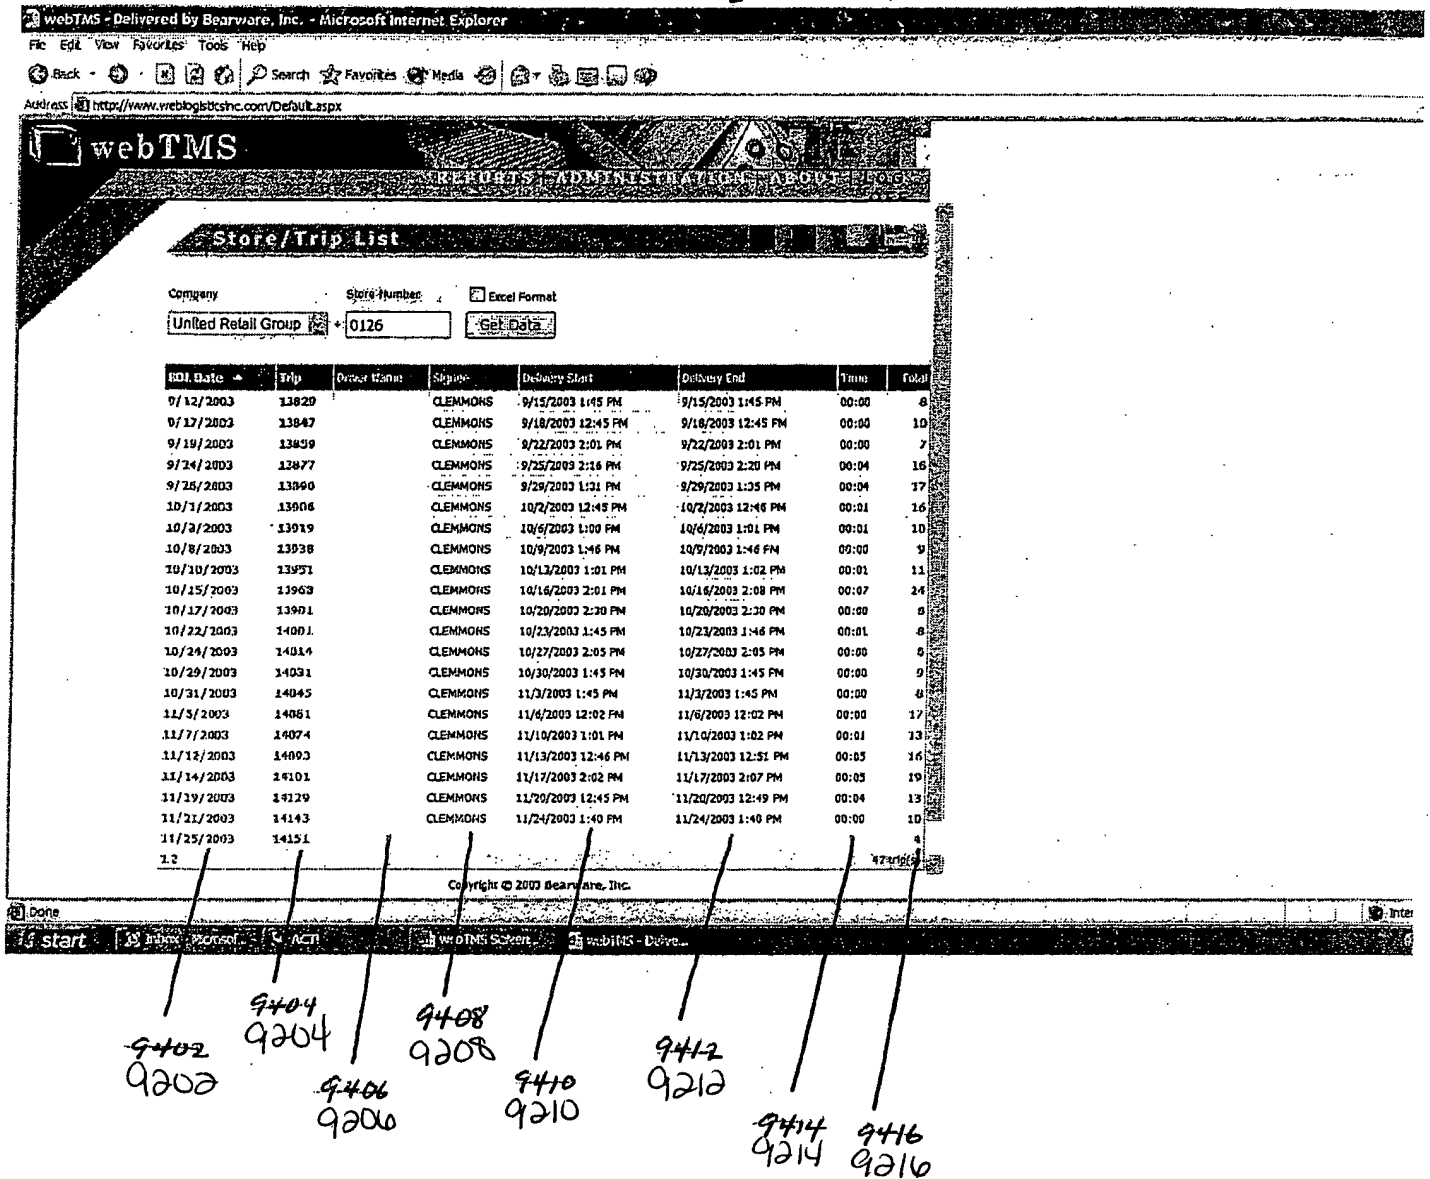 webTMS - Delivered by Bearware, Inc. - Microsoft Internet Explorer
File Edit View Favorites Tools Help
Back Search Favorites Media
Address http://www.weblogisticsinc.com/Default.aspx
webTMS
REPORTS ADMINISTRATION ABOUT
Store/Trip List
Company Store Number Excel Format
United Retail Group 0126 Get Data
BOL Date Trip Driver Name Signee Delivery Start Delivery End Time Total
9/12/2003 13829 CLEMMONS 9/15/2003 1:45 PM 9/15/2003 1:45 PM 00:00 8
9/17/2003 13847 CLEMMONS 9/18/2003 12:45 PM 9/18/2003 12:45 PM 00:00 10
9/19/2003 13859 CLEMMONS 9/22/2003 2:01 PM 9/22/2003 2:01 PM 00:00 7
9/24/2003 13877 CLEMMONS 9/25/2003 2:16 PM 9/25/2003 2:20 PM 00:04 16
9/26/2003 13890 CLEMMONS 9/29/2003 1:31 PM 9/29/2003 1:35 PM 00:04 17
10/1/2003 13906 CLEMMONS 10/2/2003 12:45 PM 10/2/2003 12:46 PM 00:01 16
10/3/2003 13919 CLEMMONS 10/6/2003 1:00 PM 10/6/2003 1:01 PM 00:01 10
10/8/2003 13938 CLEMMONS 10/9/2003 1:46 PM 10/9/2003 1:46 PM 00:00 9
10/10/2003 13951 CLEMMONS 10/13/2003 1:01 PM 10/13/2003 1:02 PM 00:01 11
10/15/2003 13963 CLEMMONS 10/16/2003 2:01 PM 10/16/2003 2:08 PM 00:07 24
10/17/2003 13981 CLEMMONS 10/20/2003 2:30 PM 10/20/2003 2:30 PM 00:00
10/22/2003 14001 CLEMMONS 10/23/2003 1:45 PM 10/23/2003 1:46 PM 00:01 8
10/24/2003 14014 CLEMMONS 10/27/2003 2:05 PM 10/27/2003 2:05 PM 00:00
10/29/2003 14031 CLEMMONS 10/30/2003 1:45 PM 10/30/2003 1:45 PM 00:00 9
10/31/2003 14045 CLEMMONS 11/3/2003 1:45 PM 11/3/2003 1:45 PM 00:00 8
11/5/2003 14061 CLEMMONS 11/6/2003 12:02 PM 11/6/2003 12:02 PM 00:00 17
11/7/2003 14074 CLEMMONS 11/10/2003 1:01 PM 11/10/2003 1:02 PM 00:01 13
11/12/2003 14093 CLEMMONS 11/13/2003 12:46 PM 11/13/2003 12:51 PM 00:05 16
11/14/2003 14101 CLEMMONS 11/17/2003 2:02 PM 11/17/2003 2:07 PM 00:05 19
11/19/2003 14129 CLEMMONS 11/20/2003 12:45 PM 11/20/2003 12:49 PM 00:04 13
11/21/2003 14143 CLEMMONS 11/24/2003 1:40 PM 11/24/2003 1:40 PM 00:00 10
11/25/2003 14151 4
1 2 42 trip(s)
Copyright © 2003 Bearware, Inc.
Done Inter
start Inbox - Microsof... ACT! webTMS Screen... webTMS - Delive...
9404 9408
9402 9204 9208 9412
9202 9406 9410 9212
9206 9210 9414 9416
9214 9216